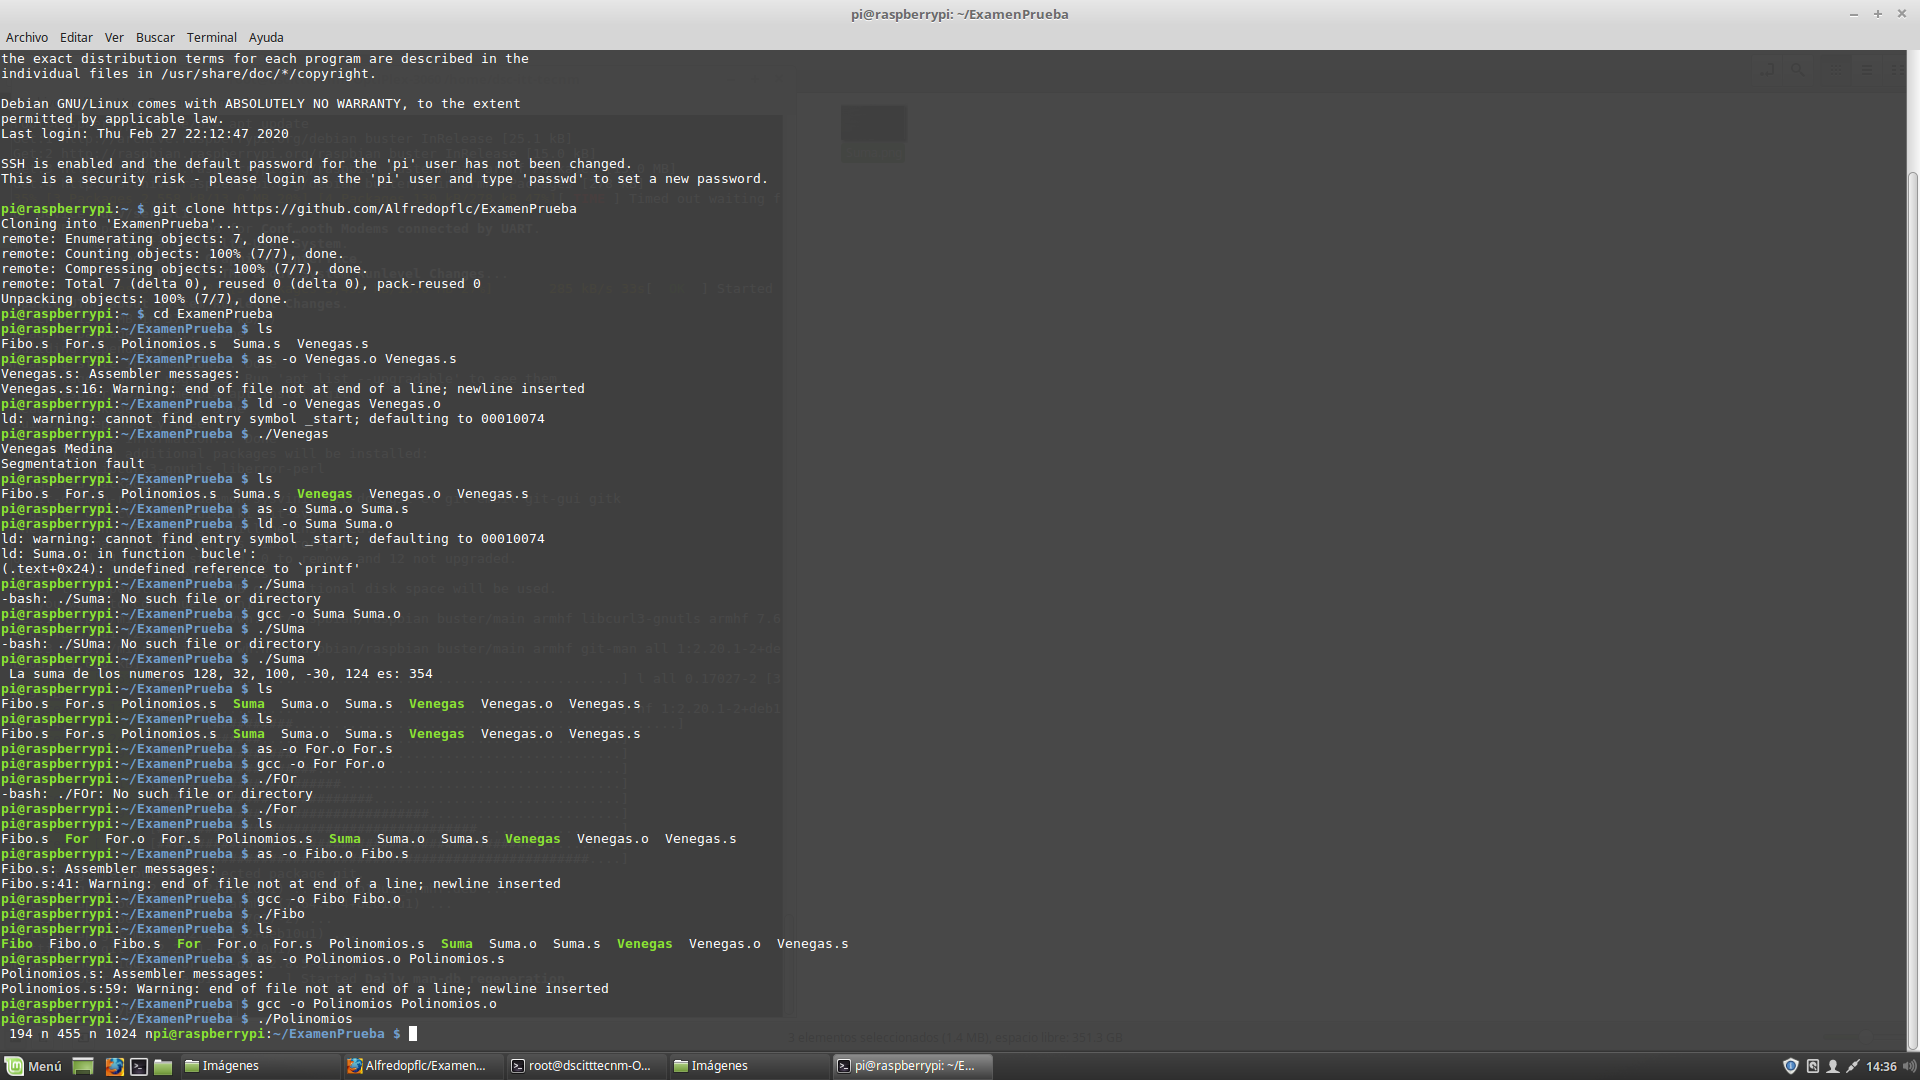 pi@raspberrypi: ~/ExamenPrueba
Archivo Editar Ver Buscar Terminal Ayuda
the exact distribution terms for each program are described in the
individual files in /usr/share/doc/*/copyright.
Debian GNU/Linux comes with ABSOLUTELY NO WARRANTY, to the extent
permitted by applicable law.
Last login: Thu Feb 27 22:12:47 2020
SSH is enabled and the default password for the 'pi' user has not been changed.
This is a security risk - please login as the 'pi' user and type 'passwd' to set a new password.
pi@raspberrypi:~ $ git clone https://github.com/Alfredopflc/ExamenPrueba
Cloning into 'ExamenPrueba'...
remote: Enumerating objects: 7, done.
remote: Counting objects: 100% (7/7), done.
remote: Compressing objects: 100% (7/7), done.
remote: Total 7 (delta 0), reused 0 (delta 0), pack-reused 0
Unpacking objects: 100% (7/7), done.
pi@raspberrypi:~ $ cd ExamenPrueba
pi@raspberrypi:~/ExamenPrueba $ ls
Fibo.s  For.s  Polinomios.s  Suma.s  Venegas.s
pi@raspberrypi:~/ExamenPrueba $ as -o Venegas.o Venegas.s
Venegas.s: Assembler messages:
Venegas.s:16: Warning: end of file not at end of a line; newline inserted
pi@raspberrypi:~/ExamenPrueba $ ld -o Venegas Venegas.o
ld: warning: cannot find entry symbol _start; defaulting to 00010074
pi@raspberrypi:~/ExamenPrueba $ ./Venegas
Venegas Medina
Segmentation fault
pi@raspberrypi:~/ExamenPrueba $ ls
Fibo.s  For.s  Polinomios.s  Suma.s  Venegas  Venegas.o  Venegas.s
pi@raspberrypi:~/ExamenPrueba $ as -o Suma.o Suma.s
pi@raspberrypi:~/ExamenPrueba $ ld -o Suma Suma.o
ld: warning: cannot find entry symbol _start; defaulting to 00010074
ld: Suma.o: in function `bucle':
(.text+0x24): undefined reference to `printf'
pi@raspberrypi:~/ExamenPrueba $ ./Suma
-bash: ./Suma: No such file or directory
pi@raspberrypi:~/ExamenPrueba $ gcc -o Suma Suma.o
pi@raspberrypi:~/ExamenPrueba $ ./SUma
-bash: ./SUma: No such file or directory
pi@raspberrypi:~/ExamenPrueba $ ./Suma
La suma de los numeros 128, 32, 100, -30, 124 es: 354
pi@raspberrypi:~/ExamenPrueba $ ls
Fibo.s  For.s  Polinomios.s  Suma  Suma.o  Suma.s  Venegas  Venegas.o  Venegas.s
pi@raspberrypi:~/ExamenPrueba $ ls
Fibo.s  For.s  Polinomios.s  Suma  Suma.o  Suma.s  Venegas  Venegas.o  Venegas.s
pi@raspberrypi:~/ExamenPrueba $ as -o For.o For.s
pi@raspberrypi:~/ExamenPrueba $ gcc -o For For.o
pi@raspberrypi:~/ExamenPrueba $ ./FOr
-bash: ./FOr: No such file or directory
pi@raspberrypi:~/ExamenPrueba $ ./For
pi@raspberrypi:~/ExamenPrueba $ ls
Fibo.s  For  For.o  For.s  Polinomios.s  Suma  Suma.o  Suma.s  Venegas  Venegas.o  Venegas.s
pi@raspberrypi:~/ExamenPrueba $ as -o Fibo.o Fibo.s
Fibo.s: Assembler messages:
Fibo.s:41: Warning: end of file not at end of a line; newline inserted
pi@raspberrypi:~/ExamenPrueba $ gcc -o Fibo Fibo.o
pi@raspberrypi:~/ExamenPrueba $ ./Fibo
pi@raspberrypi:~/ExamenPrueba $ ls
Fibo  Fibo.o  Fibo.s  For  For.o  For.s  Polinomios.s  Suma  Suma.o  Suma.s  Venegas  Venegas.o  Venegas.s
pi@raspberrypi:~/ExamenPrueba $ as -o Polinomios.o Polinomios.s
Polinomios.s: Assembler messages:
Polinomios.s:59: Warning: end of file not at end of a line; newline inserted
pi@raspberrypi:~/ExamenPrueba $ gcc -o Polinomios Polinomios.o
pi@raspberrypi:~/ExamenPrueba $ ./Polinomios
194 n 455 n 1024 npi@raspberrypi:~/ExamenPrueba $
3 elementos seleccionados (1.4 MB), espacio libre: 351.3 GB
Menú Imágenes Alfredopflc/Examen... root@dscitttecnm-O... Imágenes pi@raspberrypi: ~/E... 14:36